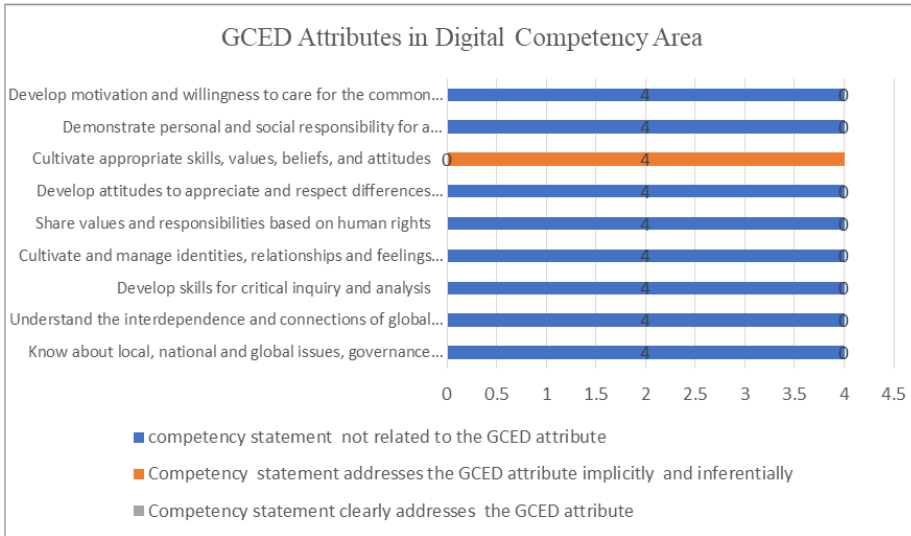 GCED Attributes in Digital Competency Area
Develop motivation and willingness to care for the common... 4 0
Demonstrate personal and social responsibility for a... 4 0
Cultivate appropriate skills, values, beliefs, and attitudes 0 4
Develop attitudes to appreciate and respect differences... 4 0
Share values and responsibilities based on human rights 4 0
Cultivate and manage identities, relationships and feelings... 4 0
Develop skills for critical inquiry and analysis 4 0
Understand the interdependence and connections of global... 4 0
Know about local, national and global issues, governance... 4 0
0 0.5 1 1.5 2 2.5 3 3.5 4 4.5
competency statement not related to the GCED attribute
Competency statement addresses the GCED attribute implicitly and inferentially
Competency statement clearly addresses the GCED attribute